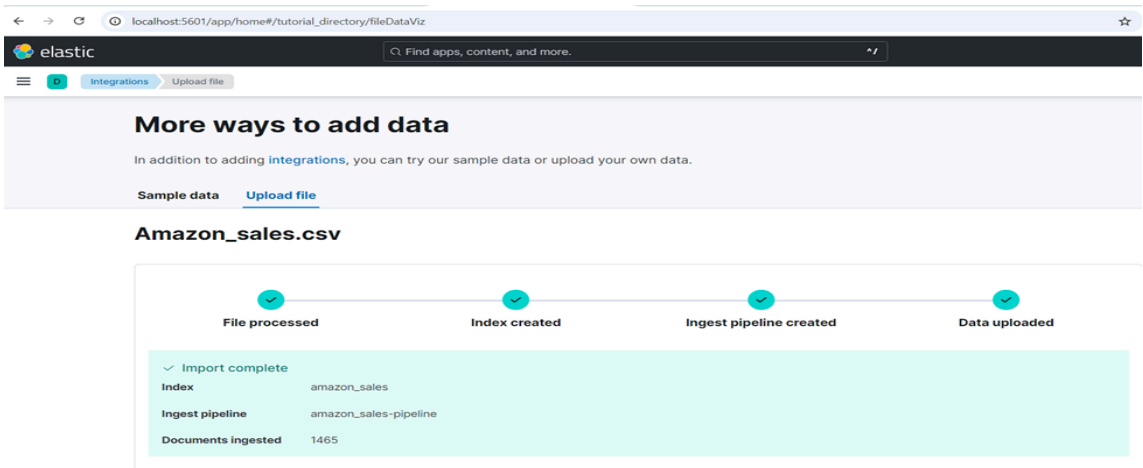 localhost:5601/app/home#/tutorial_directory/fileDataViz
elastic
Find apps, content, and more. ^/
D Integrations Upload file
More ways to add data
In addition to adding integrations, you can try our sample data or upload your own data.
Sample data Upload file
Amazon_sales.csv
File processed Index created Ingest pipeline created Data uploaded
Import complete
Index amazon_sales
Ingest pipeline amazon_sales-pipeline
Documents ingested 1465